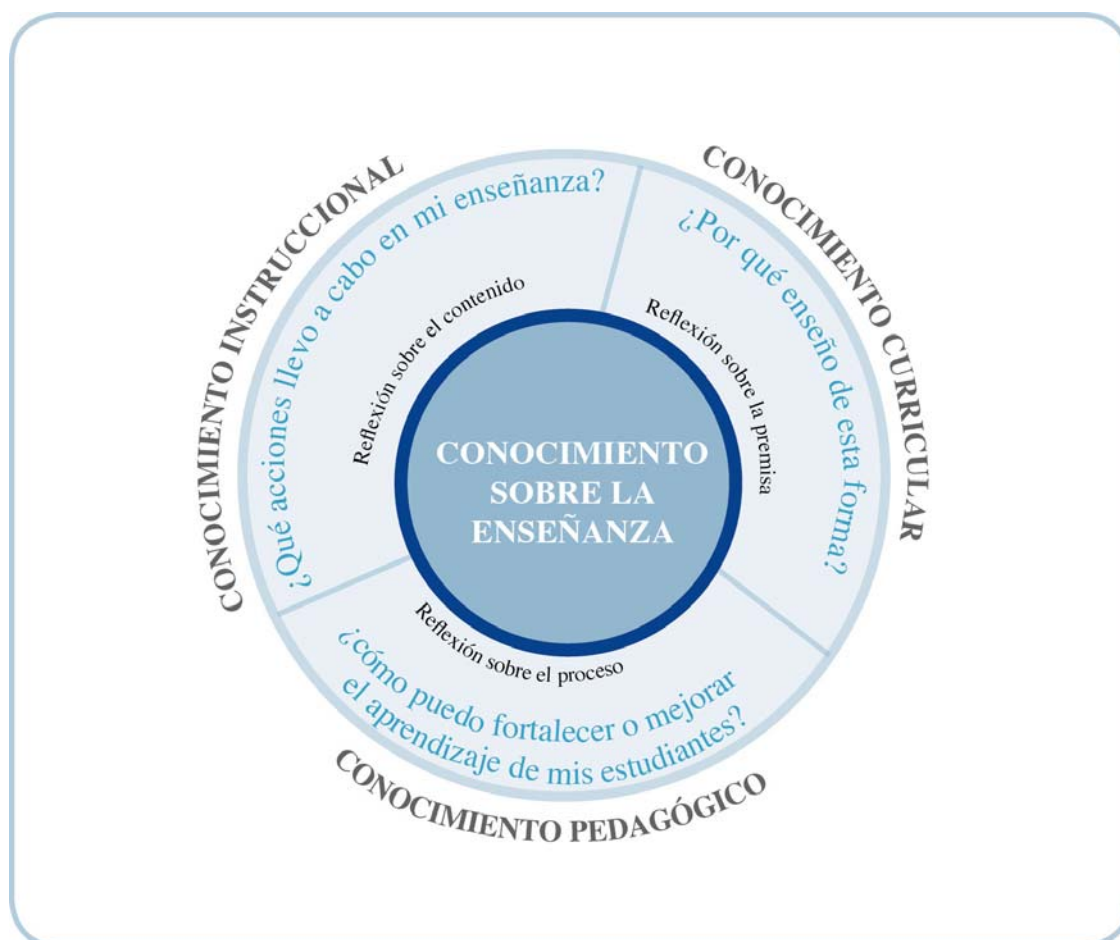 CONOCIMIENTO INSTRUCCIONAL
¿Qué acciones llevo a cabo en mi enseñanza?
Reflexión sobre el contenido
CONOCIMIENTO CURRICULAR
¿Por qué enseño de esta forma?
Reflexión sobre la premisa
CONOCIMIENTO
SOBRE LA
ENSEÑANZA
Reflexión sobre el proceso
¿cómo puedo fortalecer o mejorar
el aprendizaje de mis estudiantes?
CONOCIMIENTO PEDAGÓGICO